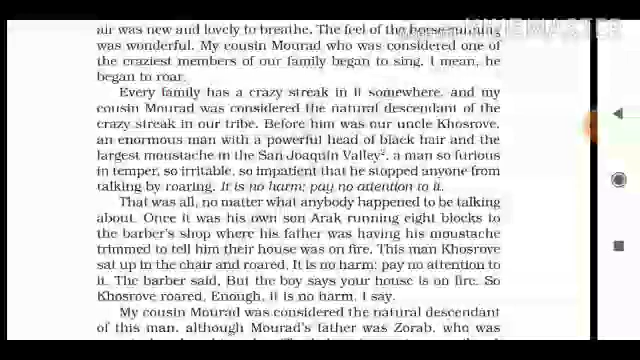 air was new and lovely to breathe. The feel of the horse running
was wonderful. My cousin Mourad who was considered one of
the craziest members of our family began to sing. I mean, he
began to roar.
Every family has a crazy streak in it somewhere, and my
cousin Mourad was considered the natural descendant of the
crazy streak in our tribe. Before him was our uncle Khosrove,
an enormous man with a powerful head of black hair and the
largest moustache in the San Joaquin Valley², a man so furious
in temper, so irritable, so impatient that he stopped anyone from
talking by roaring, It is no harm; pay no attention to it.
That was all, no matter what anybody happened to be talking
about. Once it was his own son Arak running eight blocks to
the barber's shop where his father was having his moustache
trimmed to tell him their house was on fire. This man Khosrove
sat up in the chair and roared, It is no harm; pay no attention to
it. The barber said, But the boy says your house is on fire. So
Khosrove roared, Enough, it is no harm, I say.
My cousin Mourad was considered the natural descendant
of this man, although Mourad's father was Zorab, who was